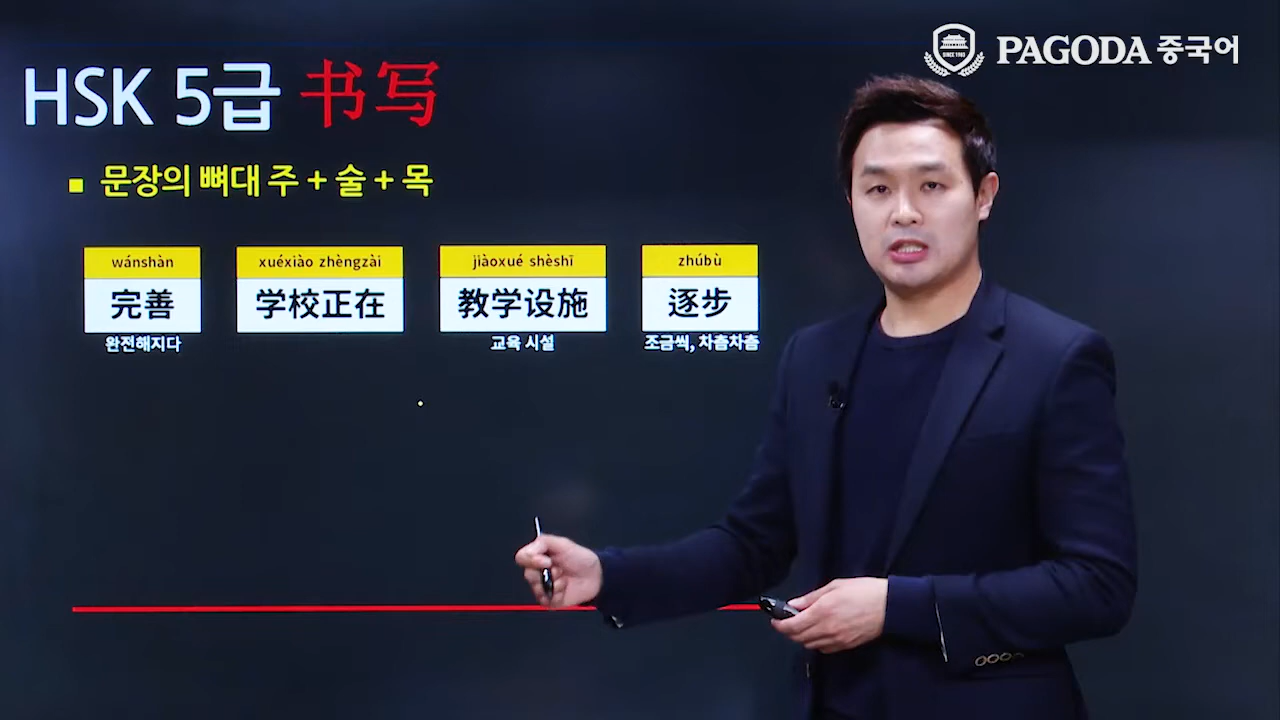 SINCE 1983
PAGODA 중국어
HSK 5급 书写
문장의 뼈대 주 + 술 + 목
wánshàn
完善
완전해지다
xuéxiào zhèngzài
学校正在
jiàoxué shèshī
教学设施
교육 시설
zhúbù
逐步
조금씩, 차츰차츰